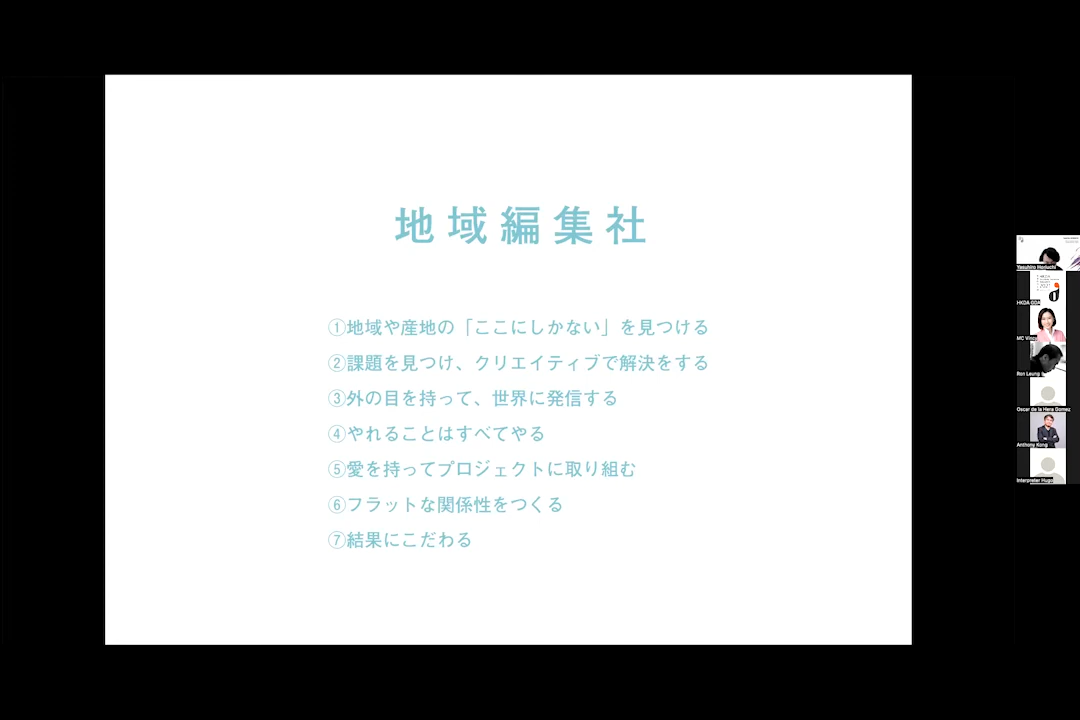 地域編集社
①地域や産地の「ここにしかない」を見つける
②課題を見つけ、クリエイティブで解決をする
③外の目を持って、世界に発信する
④やれることはすべてやる
⑤愛を持ってプロジェクトに取り組む
⑥フラットな関係性をつくる
⑦結果にこだわる
Yasuhiro Horiuchi
HKDA GDA
MC Vince
Ren Leung
Oscar de la Hera Gomez
Anthony Kong
Interpreter Hugo